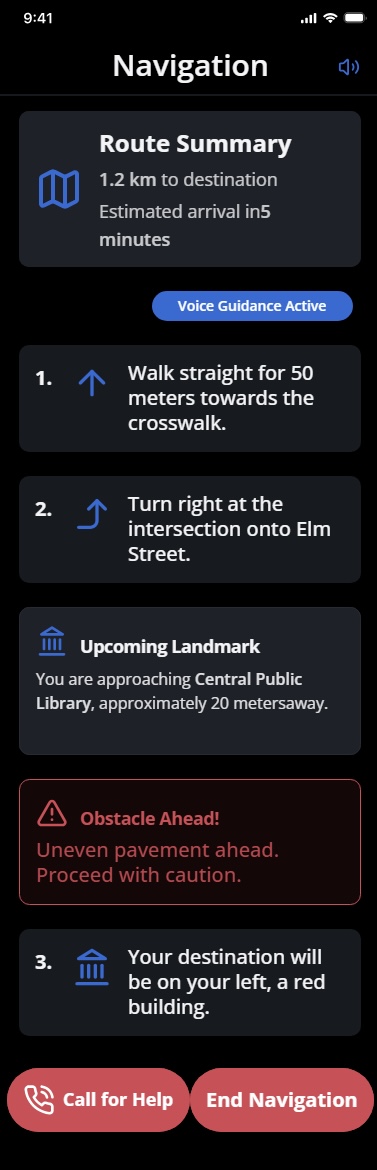 9:41
Navigation
Route Summary
1.2 km to destination
Estimated arrival in5
minutes
Voice Guidance Active
1.
Walk straight for 50
meters towards the
crosswalk.
2.
Turn right at the
intersection onto Elm
Street.
Upcoming Landmark
You are approaching Central Public
Library, approximately 20 metersaway.
Obstacle Ahead!
Uneven pavement ahead.
Proceed with caution.
3.
Your destination will
be on your left, a red
building.
Call for Help
End Navigation